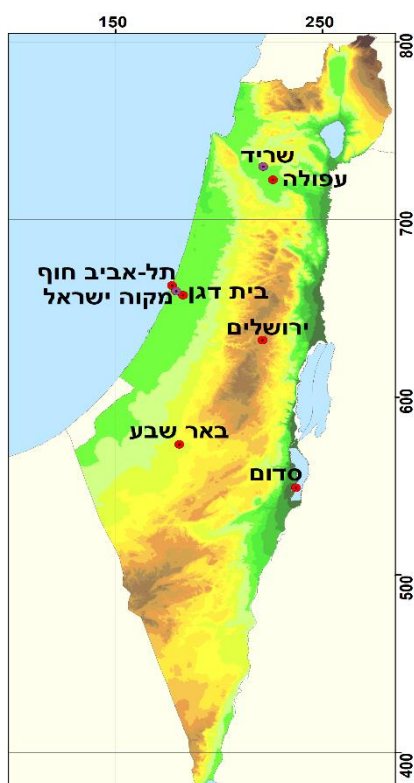 150 250
800
שריד
עפולה
700
תל-אביב חוף
מקוה ישראל בית דגן
ירושלים
600
באר שבע
סדום
500
400